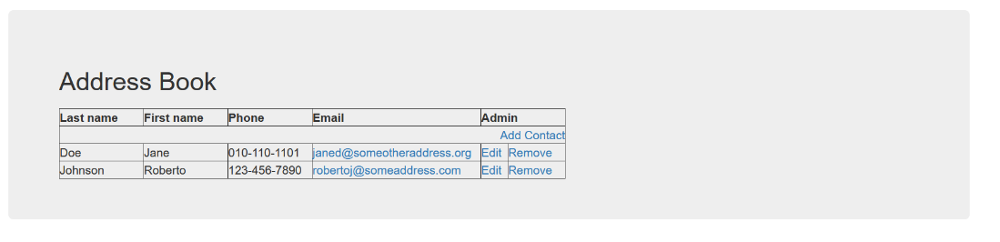 Address Book
Last name First name Phone Email Admin
Add Contact
Doe Jane 010-110-1101 janed@someotheraddress.org Edit Remove
Johnson Roberto 123-456-7890 robertoj@someaddress.com Edit Remove